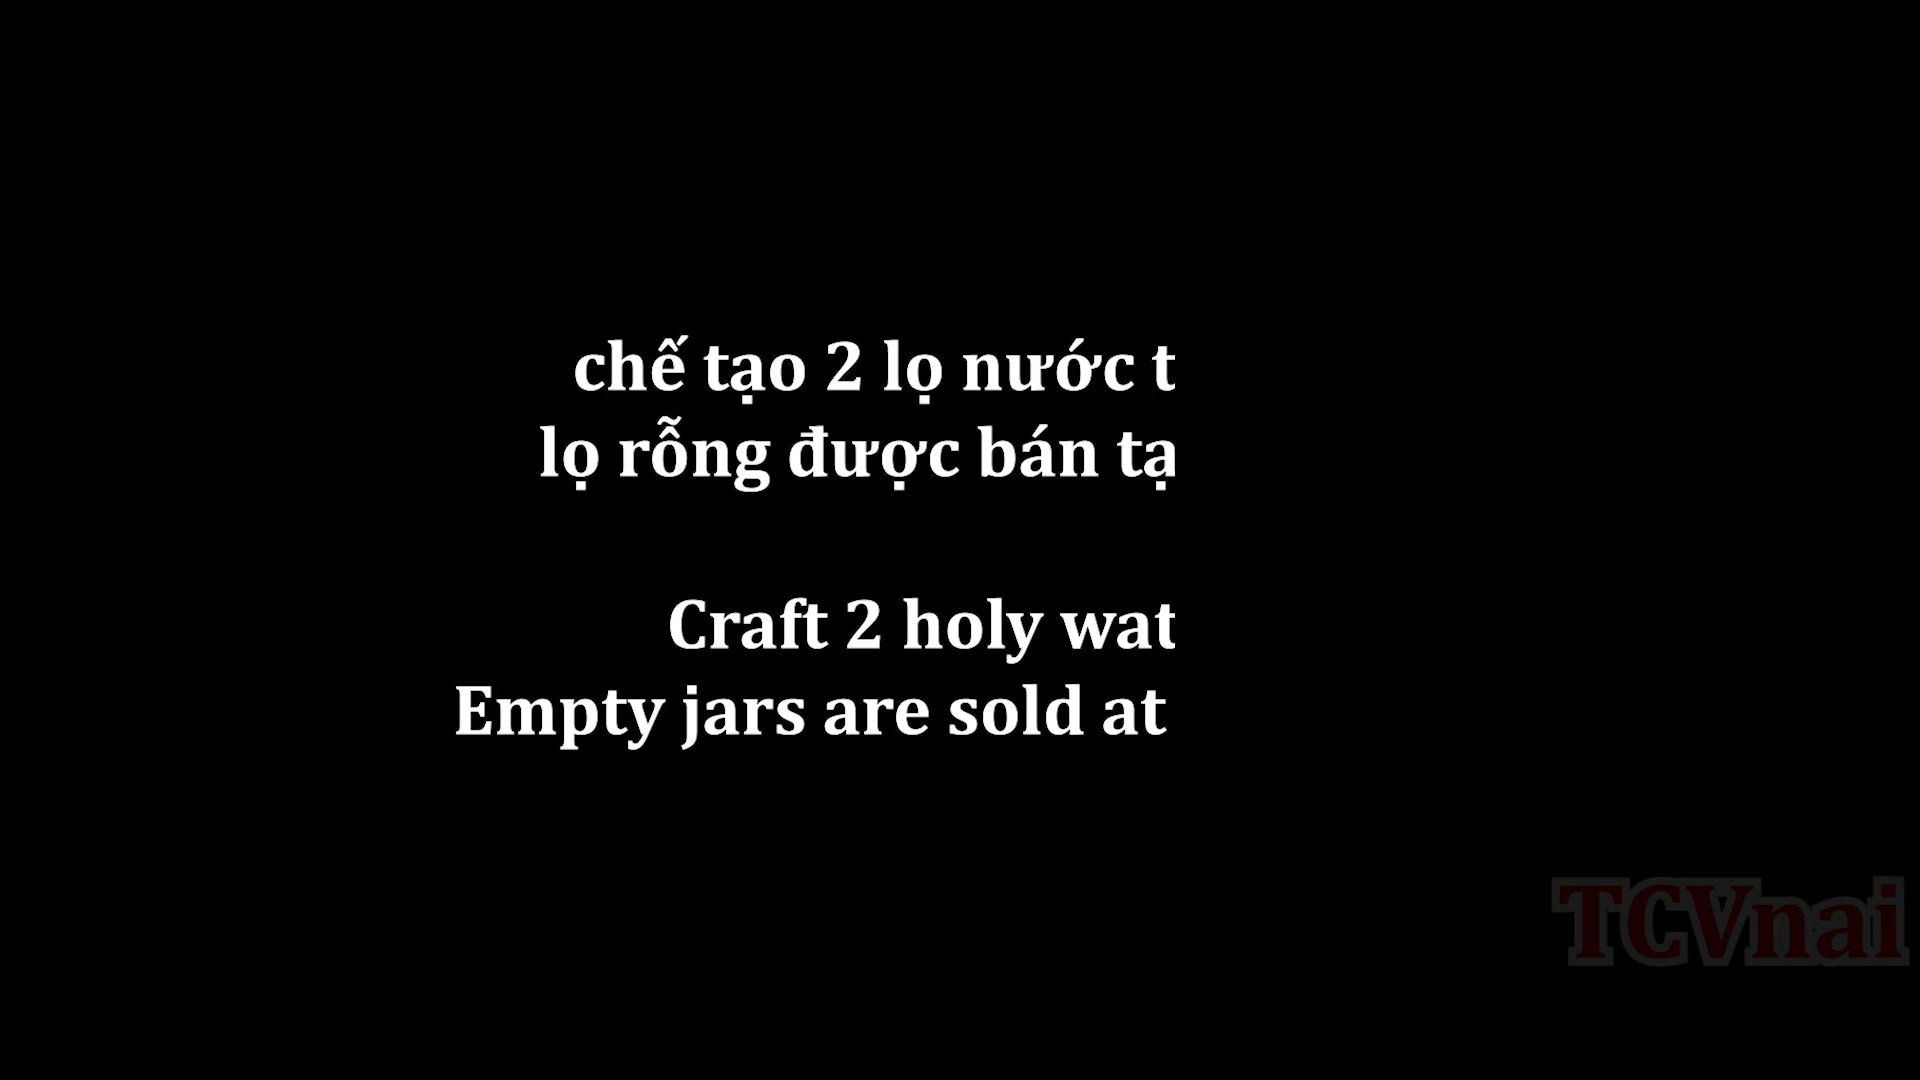 chế tạo 2 lọ nước t
lọ rỗng được bán tạ
Craft 2 holy wat
Empty jars are sold at
TCVnai